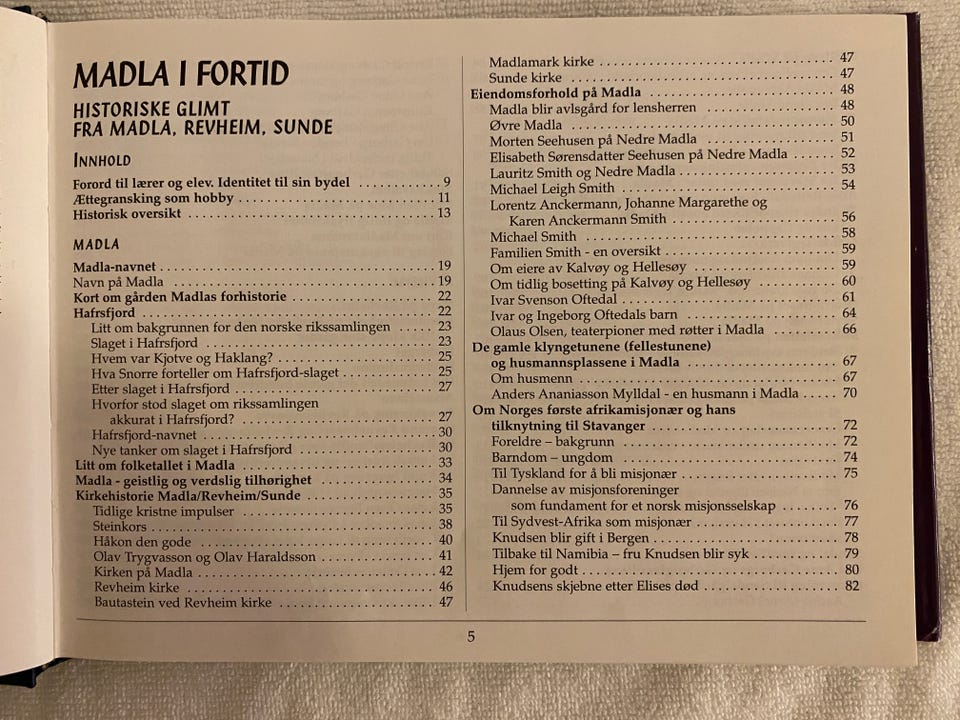 MADLA I FORTID
HISTORISKE GLIMT
FRA MADLA, REVHEIM, SUNDE
INNHOLD
Forord til lærer og elev. Identitet til sin bydel . . . . . . . . . . . 9
Ættegransking som hobby . . . . . . . . . . . . . . . . . . . . . . . . . . 11
Historisk oversikt . . . . . . . . . . . . . . . . . . . . . . . . . . . . . . . . . 13
MADLA
Madla-navnet . . . . . . . . . . . . . . . . . . . . . . . . . . . . . . . . . . . . 19
Navn på Madla . . . . . . . . . . . . . . . . . . . . . . . . . . . . . . . . . . 19
Kort om gården Madlas forhistorie . . . . . . . . . . . . . . . . . . 22
Hafrsfjord . . . . . . . . . . . . . . . . . . . . . . . . . . . . . . . . . . . . . . 22
Litt om bakgrunnen for den norske rikssamlingen . . . . . 23
Slaget i Hafrsfjord . . . . . . . . . . . . . . . . . . . . . . . . . . . . . . 23
Hvem var Kjotve og Haklang? . . . . . . . . . . . . . . . . . . . . 25
Hva Snorre forteller om Hafrsfjord-slaget . . . . . . . . . . . . 25
Etter slaget i Hafrsfjord . . . . . . . . . . . . . . . . . . . . . . . . . . 27
Hvorfor stod slaget om rikssamlingen
akkurat i Hafrsfjord? . . . . . . . . . . . . . . . . . . . . . . . . . . 27
Hafrsfjord-navnet . . . . . . . . . . . . . . . . . . . . . . . . . . . . . . 30
Nye tanker om slaget i Hafrsfjord . . . . . . . . . . . . . . . . . . 30
Litt om folketallet i Madla . . . . . . . . . . . . . . . . . . . . . . . . . 33
Madla - geistlig og verdslig tilhørighet . . . . . . . . . . . . . . . 34
Kirkehistorie Madla/Revheim/Sunde . . . . . . . . . . . . . . . . 35
Tidlige kristne impulser . . . . . . . . . . . . . . . . . . . . . . . . . 35
Steinkors . . . . . . . . . . . . . . . . . . . . . . . . . . . . . . . . . . . . . 38
Håkon den gode . . . . . . . . . . . . . . . . . . . . . . . . . . . . . . . 40
Olav Trygvasson og Olav Haraldsson . . . . . . . . . . . . . . . 41
Kirken på Madla . . . . . . . . . . . . . . . . . . . . . . . . . . . . . . . 42
Revheim kirke . . . . . . . . . . . . . . . . . . . . . . . . . . . . . . . . . 46
Bautastein ved Revheim kirke . . . . . . . . . . . . . . . . . . . . 47
Madlamark kirke . . . . . . . . . . . . . . . . . . . . . . . . . . . . . . 47
Sunde kirke . . . . . . . . . . . . . . . . . . . . . . . . . . . . . . . . . . 47
Eiendomsforhold på Madla . . . . . . . . . . . . . . . . . . . . . . . . 48
Madla blir avlsgård for lensherren . . . . . . . . . . . . . . . . . 48
Øvre Madla . . . . . . . . . . . . . . . . . . . . . . . . . . . . . . . . . . 50
Morten Seehusen på Nedre Madla . . . . . . . . . . . . . . . . . 51
Elisabeth Sørensdatter Seehusen på Nedre Madla . . . . . . 52
Lauritz Smith og Nedre Madla . . . . . . . . . . . . . . . . . . . . 53
Michael Leigh Smith . . . . . . . . . . . . . . . . . . . . . . . . . . . 54
Lorentz Anckermann, Johanne Margarethe og
Karen Anckermann Smith . . . . . . . . . . . . . . . . . . . . . 56
Michael Smith . . . . . . . . . . . . . . . . . . . . . . . . . . . . . . . . 58
Familien Smith - en oversikt . . . . . . . . . . . . . . . . . . . . . . 59
Om eiere av Kalvøy og Hellesøy . . . . . . . . . . . . . . . . . . . 59
Om tidlig bosetting på Kalvøy og Hellesøy . . . . . . . . . . . 60
Ivar Svenson Oftedal . . . . . . . . . . . . . . . . . . . . . . . . . . . . 61
Ivar og Ingeborg Oftedals barn . . . . . . . . . . . . . . . . . . . . 64
Olaus Olsen, teaterpioner med røtter i Madla . . . . . . . . . 66
De gamle klyngetunene (fellestunene)
og husmannsplassene i Madla . . . . . . . . . . . . . . . . . . . 67
Om husmenn . . . . . . . . . . . . . . . . . . . . . . . . . . . . . . . . . 67
Anders Ananiasson Mylldal - en husmann i Madla . . . . . 70
Om Norges første afrikamisjonær og hans
tilknytning til Stavanger . . . . . . . . . . . . . . . . . . . . . . . . 72
Foreldre – bakgrunn . . . . . . . . . . . . . . . . . . . . . . . . . . . 72
Barndom – ungdom . . . . . . . . . . . . . . . . . . . . . . . . . . . . 74
Til Tyskland for å bli misjonær . . . . . . . . . . . . . . . . . . . . 75
Dannelse av misjonsforeninger
som fundament for et norsk misjonsselskap . . . . . . . . 76
Til Sydvest-Afrika som misjonær . . . . . . . . . . . . . . . . . . 77
Knudsen blir gift i Bergen . . . . . . . . . . . . . . . . . . . . . . . . 78
Tilbake til Namibia – fru Knudsen blir syk . . . . . . . . . . . 79
Hjem for godt . . . . . . . . . . . . . . . . . . . . . . . . . . . . . . . . . 80
Knudsens skjebne etter Elises død . . . . . . . . . . . . . . . . . . 82
5